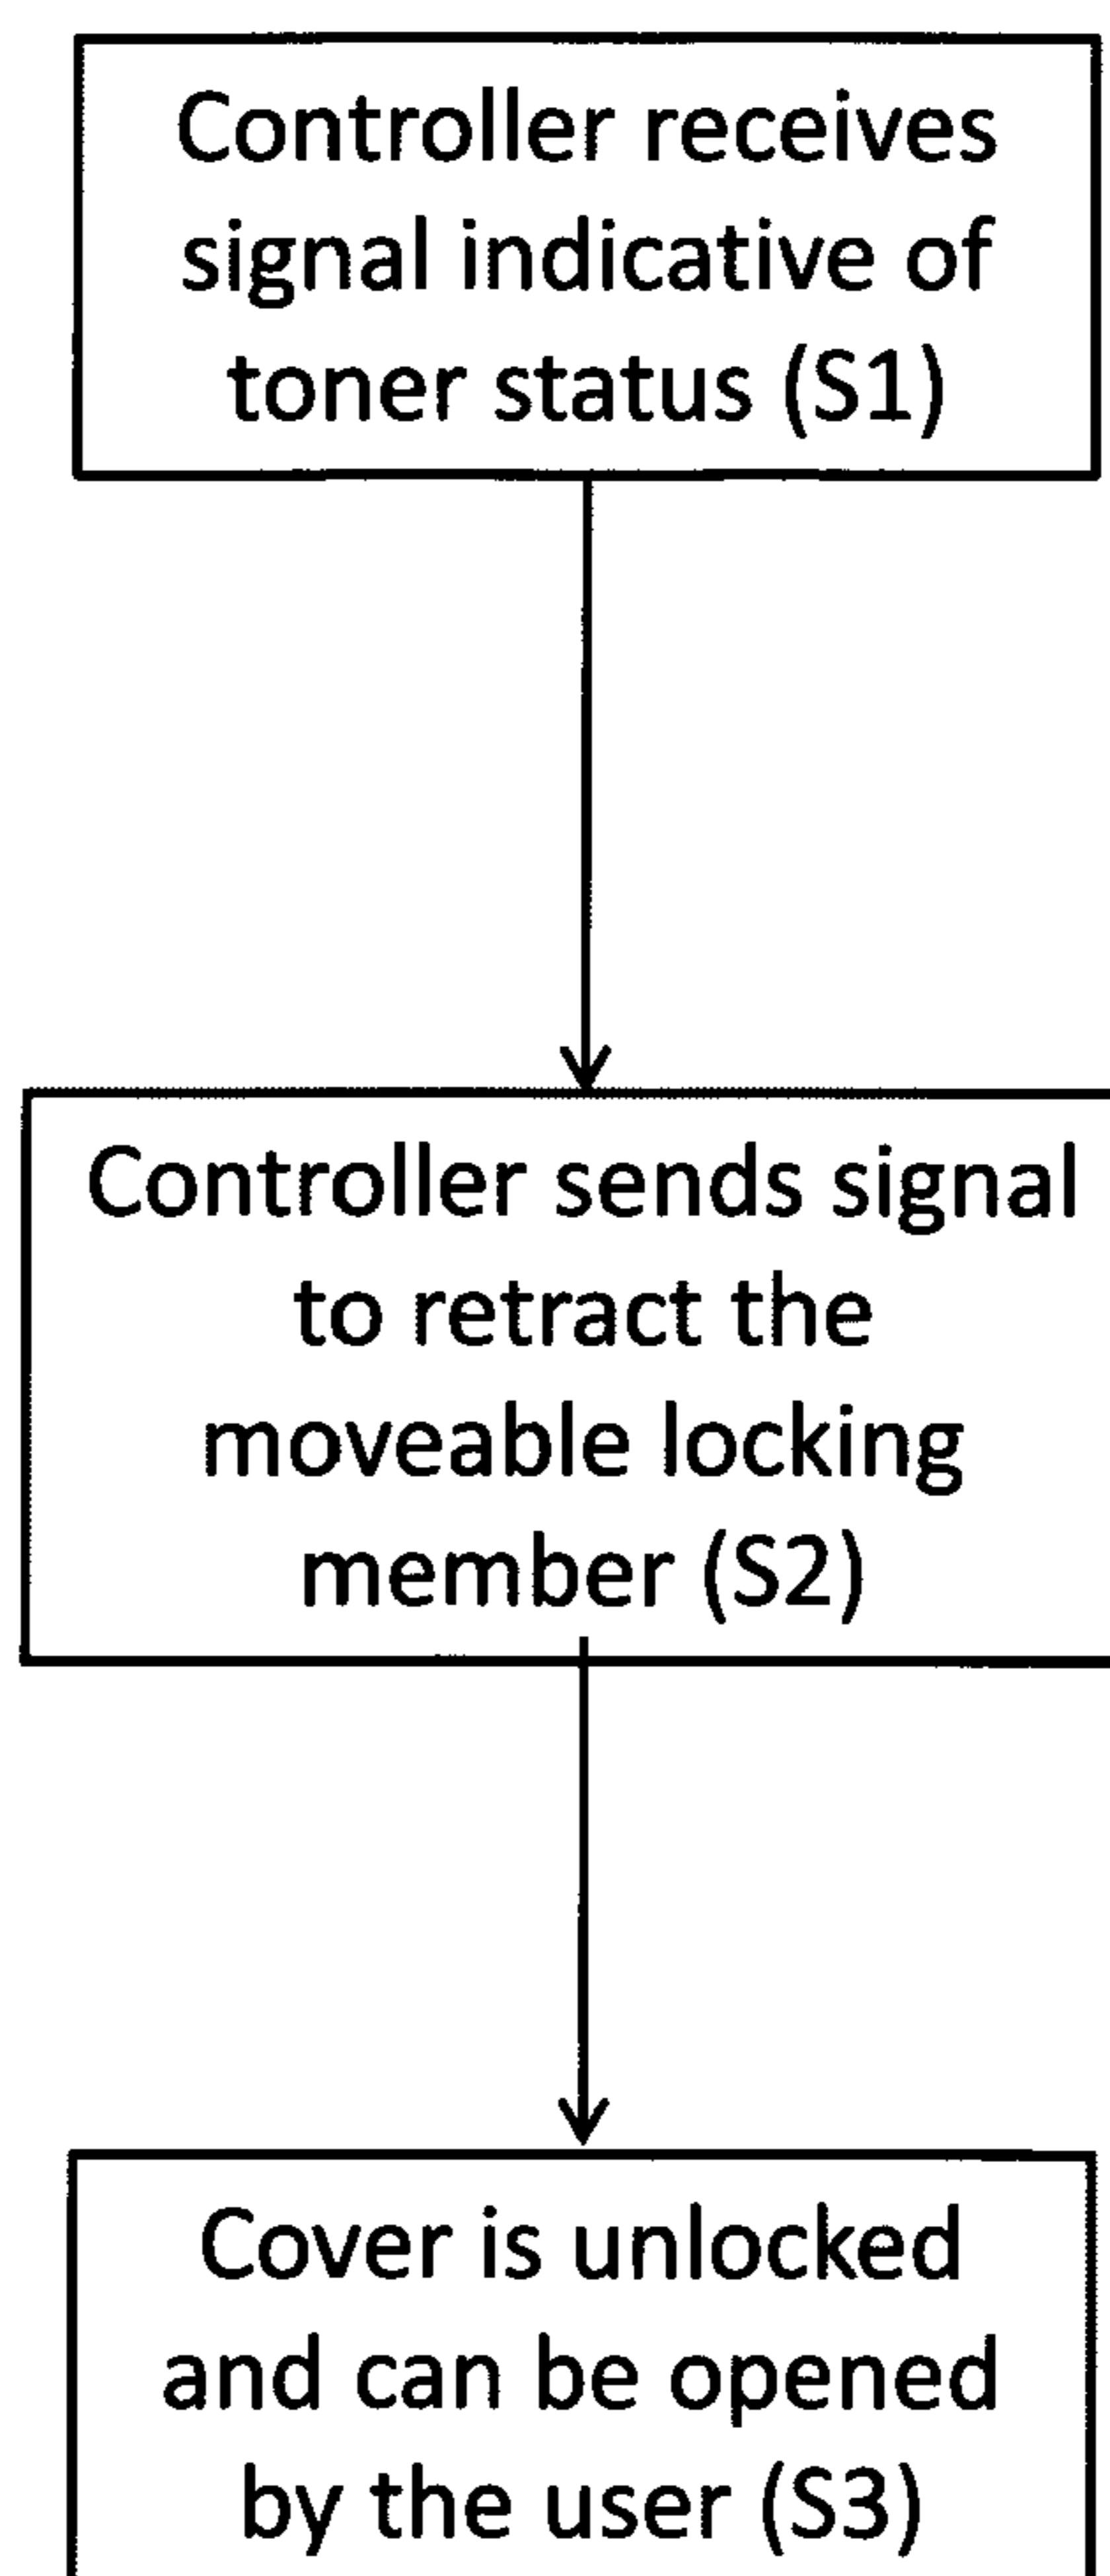 Controller receives
signal indicative of
toner status (S1)
Controller sends signal
to retract the
moveable locking
member (S2)
Cover is unlocked
and can be opened
by the user (S3)